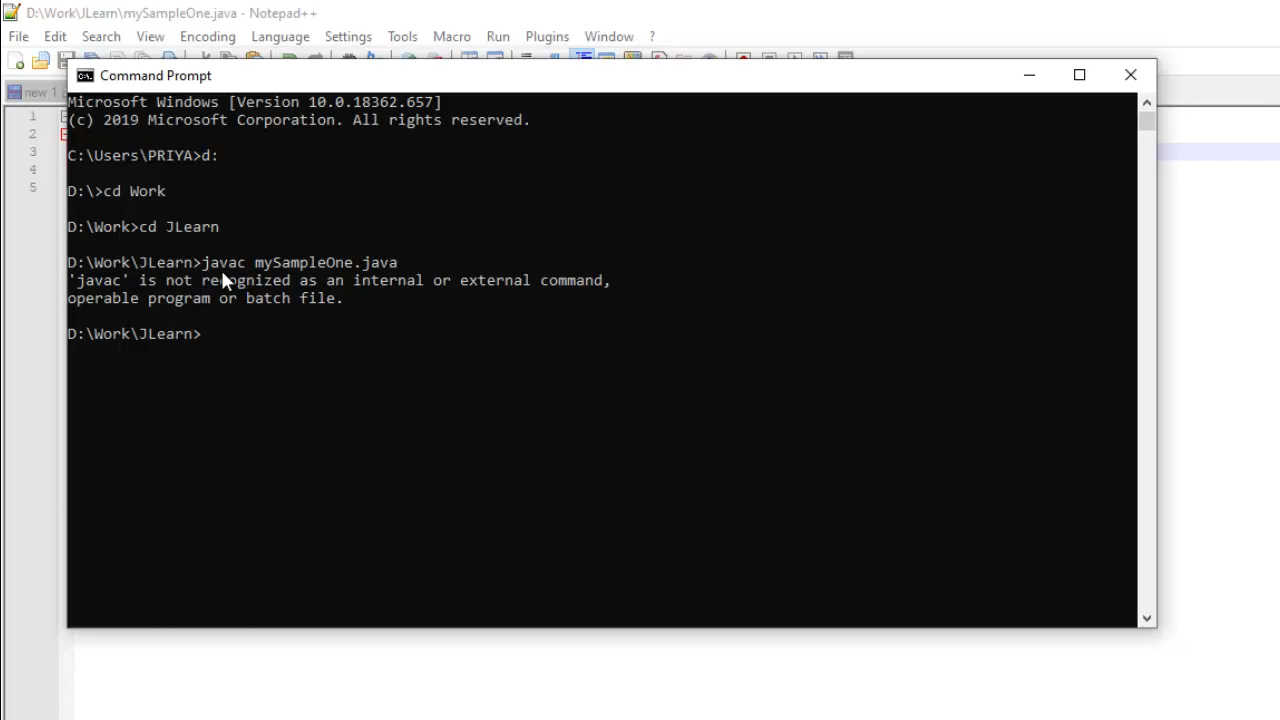 D:\Work\JLearn\mySampleOne.java - Notepad++
File Edit Search View Encoding Language Settings Tools Macro Run Plugins Window ?
Command Prompt
new 1
1
2
3
4
5
Microsoft Windows [Version 10.0.18362.657]
(c) 2019 Microsoft Corporation. All rights reserved.
C:\Users\PRIYA>d:
D:\>cd Work
D:\Work>cd JLearn
D:\Work\JLearn>javac mySampleOne.java
'javac' is not recognized as an internal or external command,
operable program or batch file.
D:\Work\JLearn>